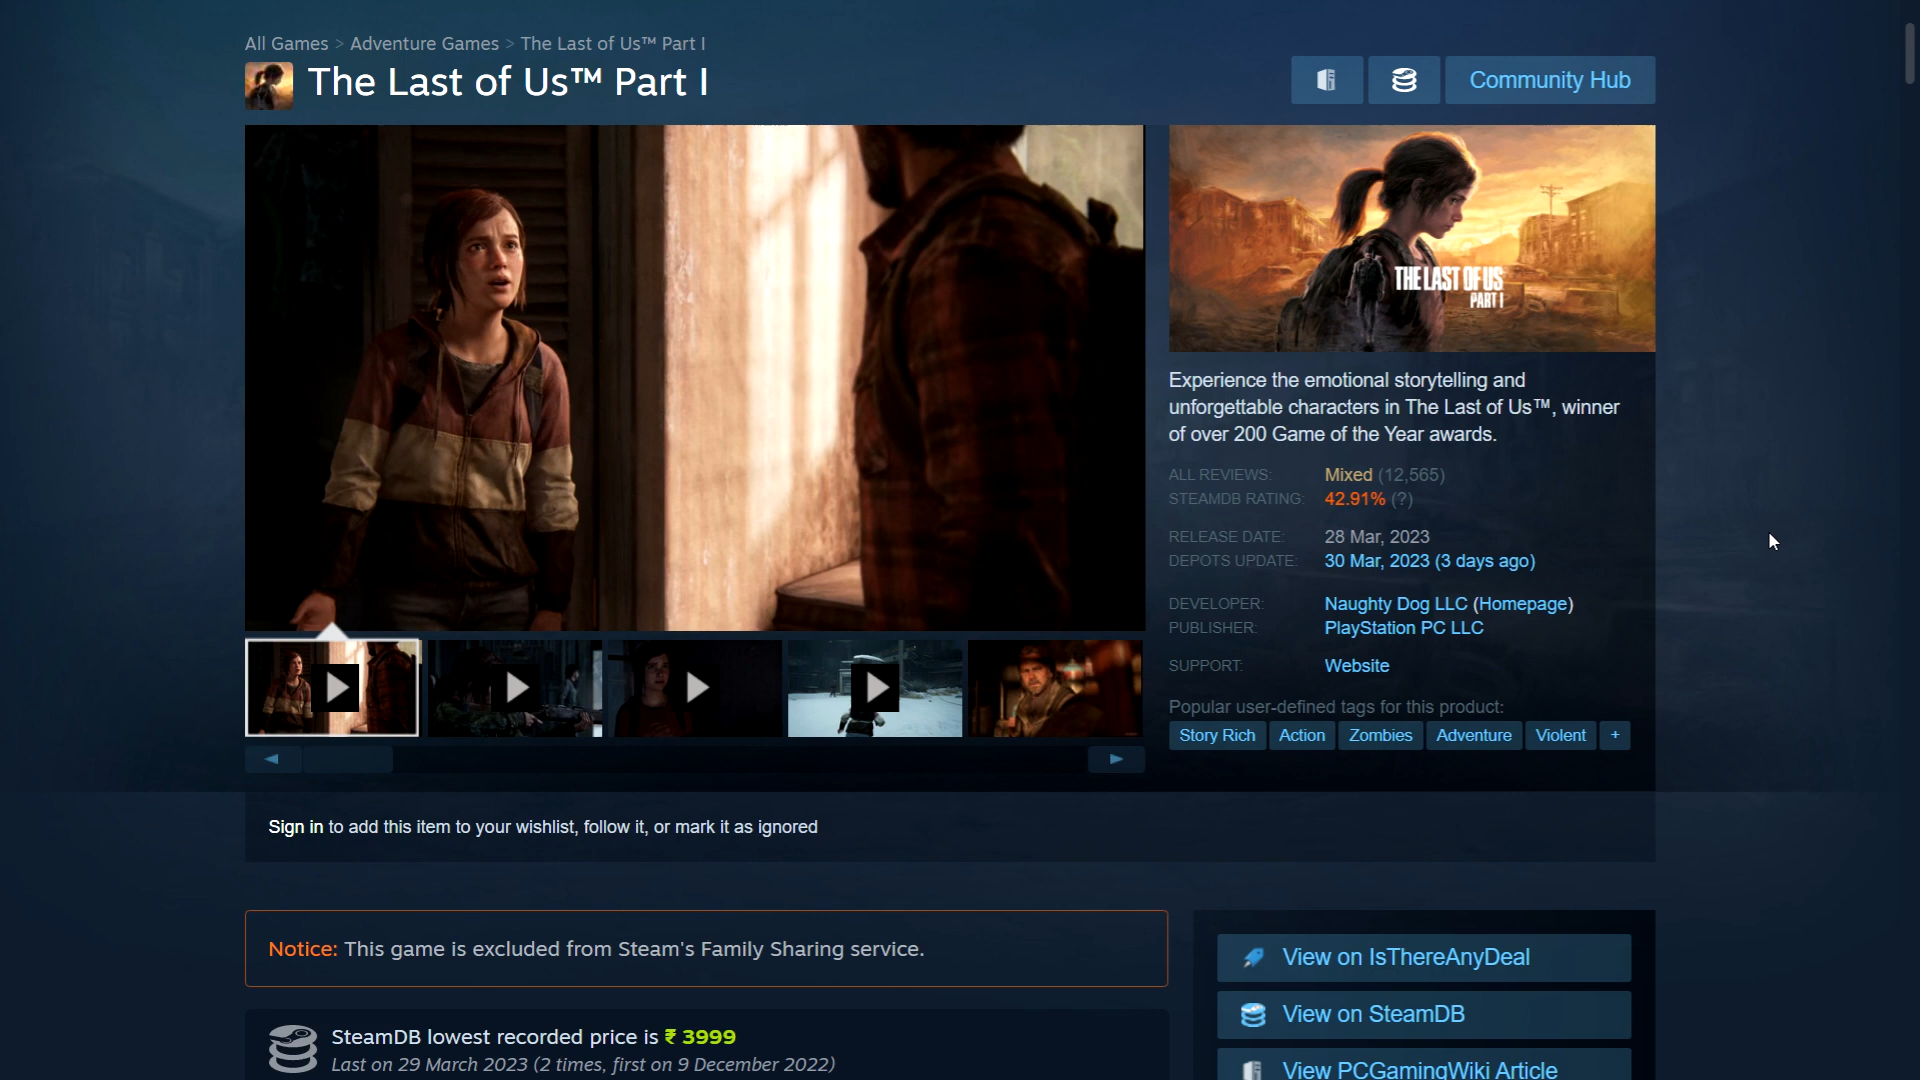 All Games > Adventure Games > The Last of Us™ Part I
The Last of Us™ Part I
Community Hub
THE LAST OF US
PART I
Experience the emotional storytelling and
unforgettable characters in The Last of Us™, winner
of over 200 Game of the Year awards.
ALL REVIEWS: Mixed (12,565)
STEAMDB RATING: 42.91% (?)
RELEASE DATE: 28 Mar, 2023
DEPOTS UPDATE: 30 Mar, 2023 (3 days ago)
DEVELOPER: Naughty Dog LLC (Homepage)
PUBLISHER: PlayStation PC LLC
SUPPORT: Website
Popular user-defined tags for this product:
Story Rich Action Zombies Adventure Violent +
Sign in to add this item to your wishlist, follow it, or mark it as ignored
Notice: This game is excluded from Steam's Family Sharing service.
SteamDB lowest recorded price is ₹ 3999
Last on 29 March 2023 (2 times, first on 9 December 2022)
View on IsThereAnyDeal
View on SteamDB
View PCGamingWiki Article